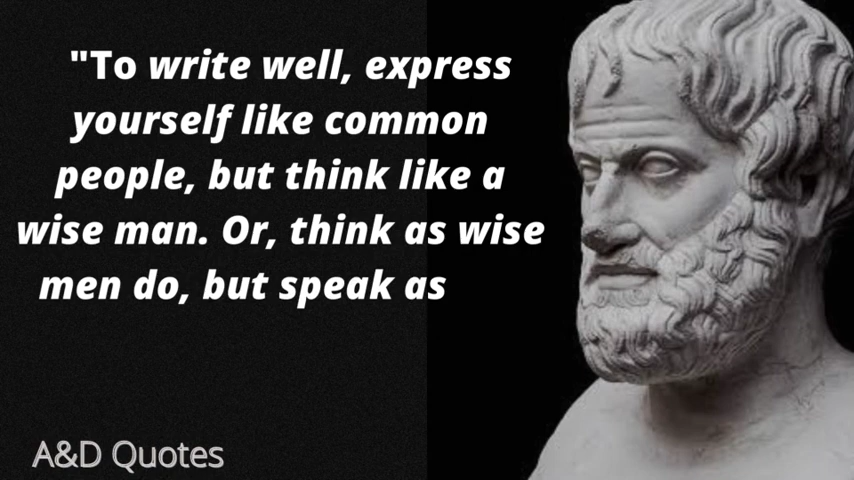 "To write well, express
yourself like common
people, but think like a
wise man. Or, think as wise
men do, but speak as
A&D Quotes